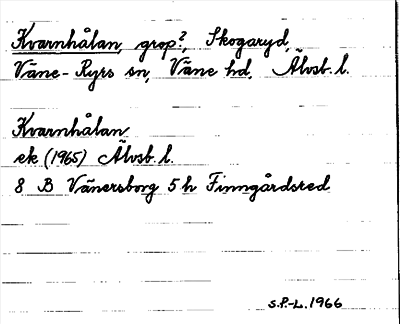 Kvarnhålan, grop?, Skogaryd,
Väne-Ryrs sn, Väne hd, Älvsb. l.
Kvarnhålan
ek (1965) Älvsb. l.
8 B Vänersborg 5 h Finngårdsred
S.P.-L. 1966